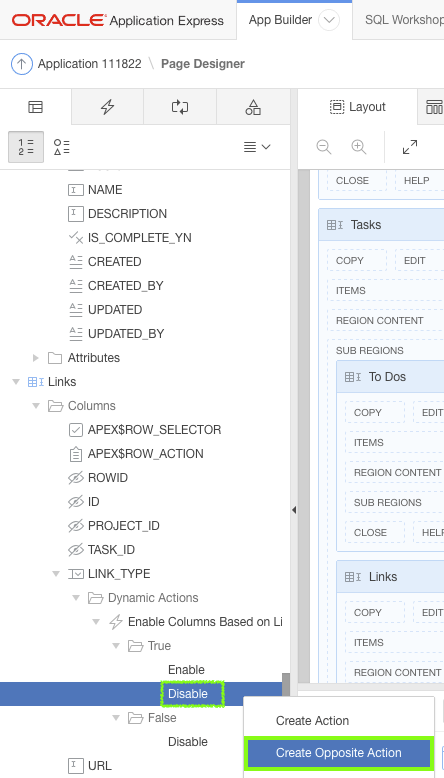 ORACLE Application Express
App Builder
SQL Workshop
Application 111822 \ Page Designer
Layout
NAME
DESCRIPTION
IS_COMPLETE_YN
CREATED
CREATED_BY
UPDATED
UPDATED_BY
Attributes
Links
Columns
APEX$ROW_SELECTOR
APEX$ROW_ACTION
ROWID
ID
PROJECT_ID
TASK_ID
LINK_TYPE
Dynamic Actions
Enable Columns Based on Li
True
Enable
Disable
False
Disable
URL
CLOSE HELP
Tasks
COPY EDIT
ITEMS
REGION CONTENT
SUB REGIONS
To Dos
COPY EDIT
ITEMS
REGION CONTENT
SUB REGIONS
CLOSE HELP
Links
COPY EDIT
ITEMS
REGION CONTENT
Create Action
Create Opposite Action